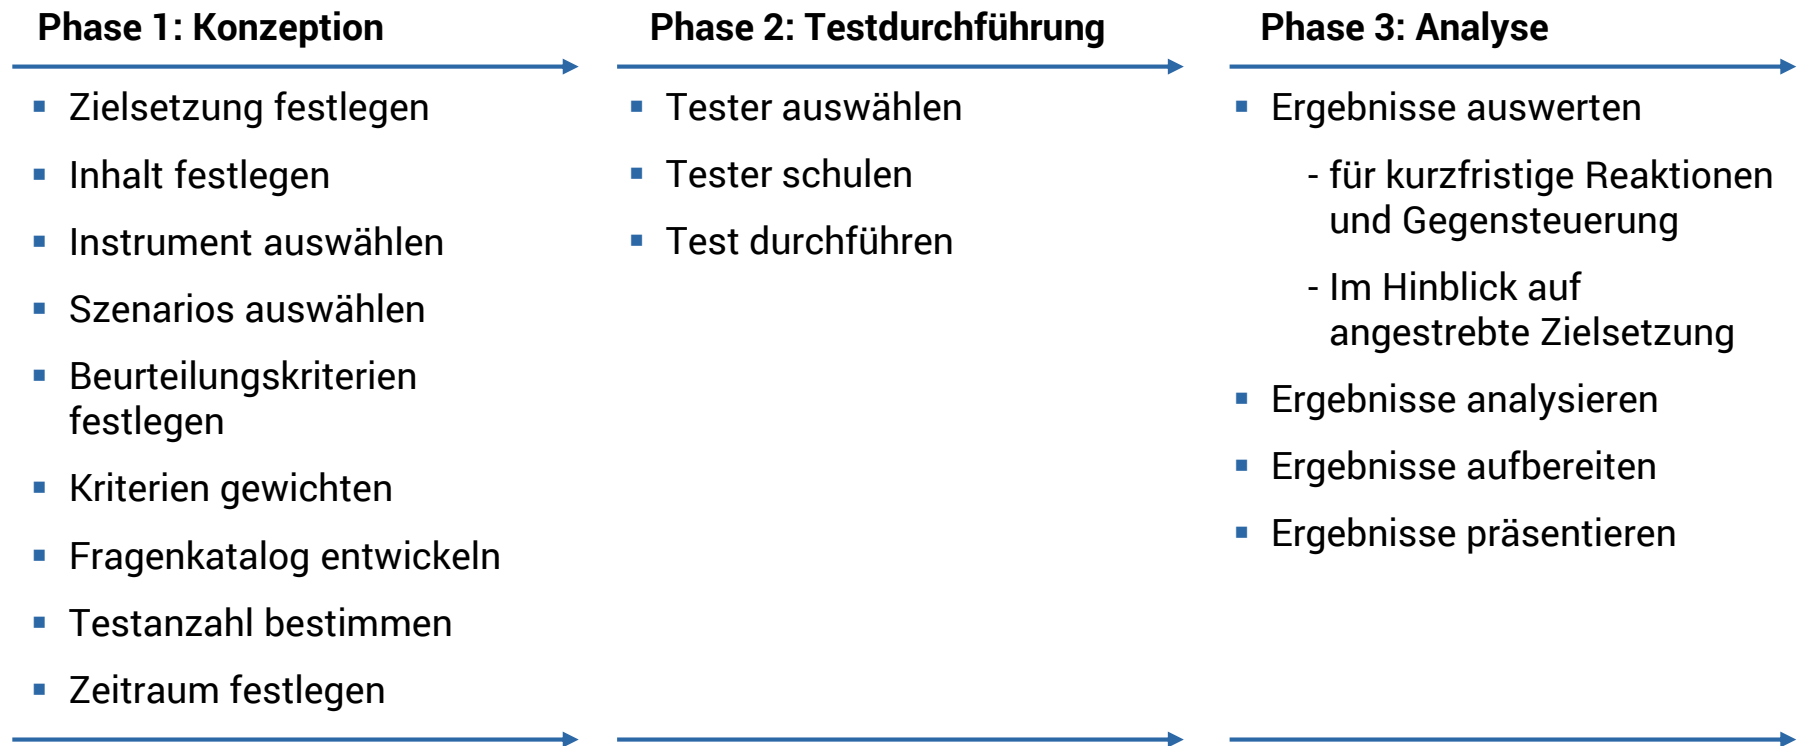 Phase 1: Konzeption
▪ Zielsetzung festlegen
▪ Inhalt festlegen
▪ Instrument auswählen
▪ Szenarios auswählen
▪ Beurteilungskriterien
festlegen
▪ Kriterien gewichten
▪ Fragenkatalog entwickeln
▪ Testanzahl bestimmen
▪ Zeitraum festlegen
Phase 2: Testdurchführung
▪ Tester auswählen
▪ Tester schulen
▪ Test durchführen
Phase 3: Analyse
▪ Ergebnisse auswerten
- für kurzfristige Reaktionen
und Gegensteuerung
- Im Hinblick auf
angestrebte Zielsetzung
▪ Ergebnisse analysieren
▪ Ergebnisse aufbereiten
▪ Ergebnisse präsentieren